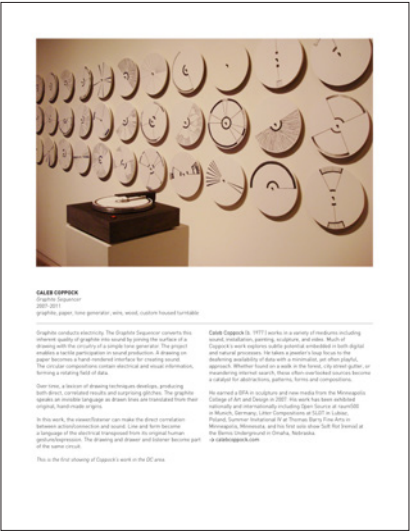 CALEB COPPOCK
Graphite Sequencer
2007-2011
graphite, paper, tone generator, wire, wood, custom housed turntable
Graphite conducts electricity. The Graphite Sequencer converts this
inherent quality of graphite into sound by joining the surface of a
drawing with the circuitry of a simple tone generator. The project
enables a tactile participation in sound production. A drawing on
paper becomes a hand-rendered interface for creating sound.
The circular compositions contain electrical and visual information,
forming a rotating field of data.
Over time, a lexicon of drawing techniques develops, producing
both direct, correlated results and surprising glitches. The graphite
speaks an invisible language as drawn lines are translated from their
original, hand-made origins.
In this work, the viewer/listener can make the direct correlation
between action/connection and sound. Line and form become
a language of the electrical transposed from its original human
gesture/expression. The drawing and drawer and listener become part
of the same circuit.
This is the first showing of Coppock's work in the DC area.
Caleb Coppock (b. 1977) works in a variety of mediums including
sound, installation, painting, sculpture, and video. Much of
Coppock's work explores subtle potential embedded in both digital
and natural processes. He takes a jeweler's loop focus to the
deafening availability of data with a minimalist, yet often playful,
approach. Whether found on a walk in the forest, city street gutter, or
meandering internet search, these often-overlooked sources become
a catalyst for abstractions, patterns, forms and compositions.
He earned a BFA in sculpture and new media from the Minneapolis
College of Art and Design in 2007. His work has been exhibited
nationally and internationally including Open Source at
in Munich, Germany, Litter Compositions at SLOT in
Poland, Summer Invitational IV at Thomas Barry Fine Arts in
Minneapolis, Minnesota, and his first solo show Soft Rot at
the Bemis Underground in Omaha, Nebraska.
calebcoppock.com